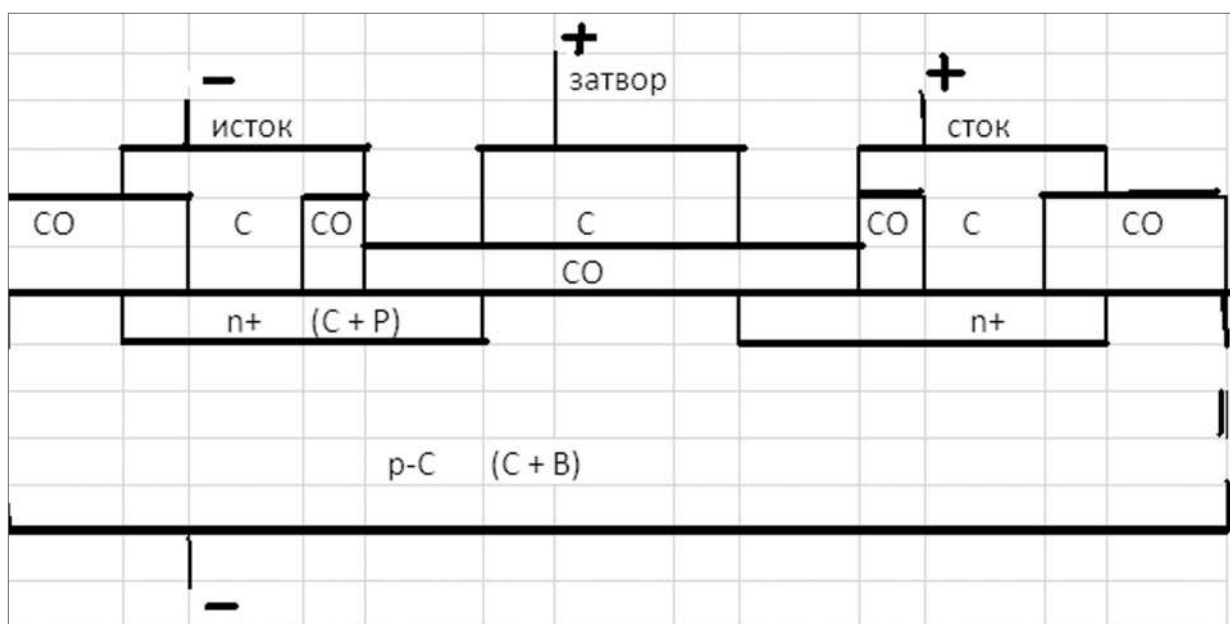 +
− затвор +
исток сток
СО С СО С СО С СО
СО
n+ (С + Р) n+
р-С (С + В)
−